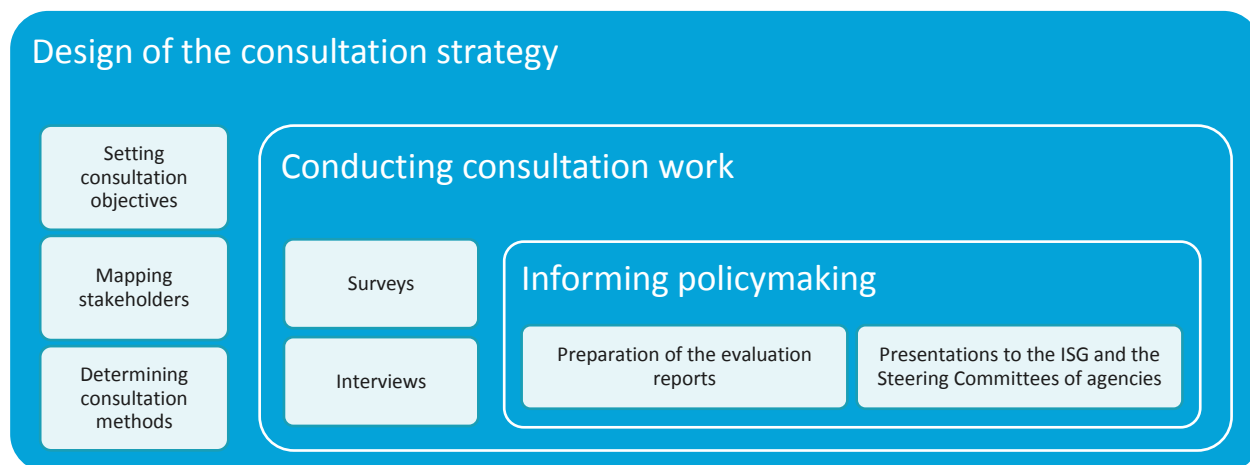 Design of the consultation strategy
Setting
consultation
objectives
Mapping
stakeholders
Determining
consultation
methods
Conducting consultation work
Surveys
Interviews
Informing policymaking
Preparation of the evaluation
reports
Presentations to the ISG and the
Steering Committees of agencies